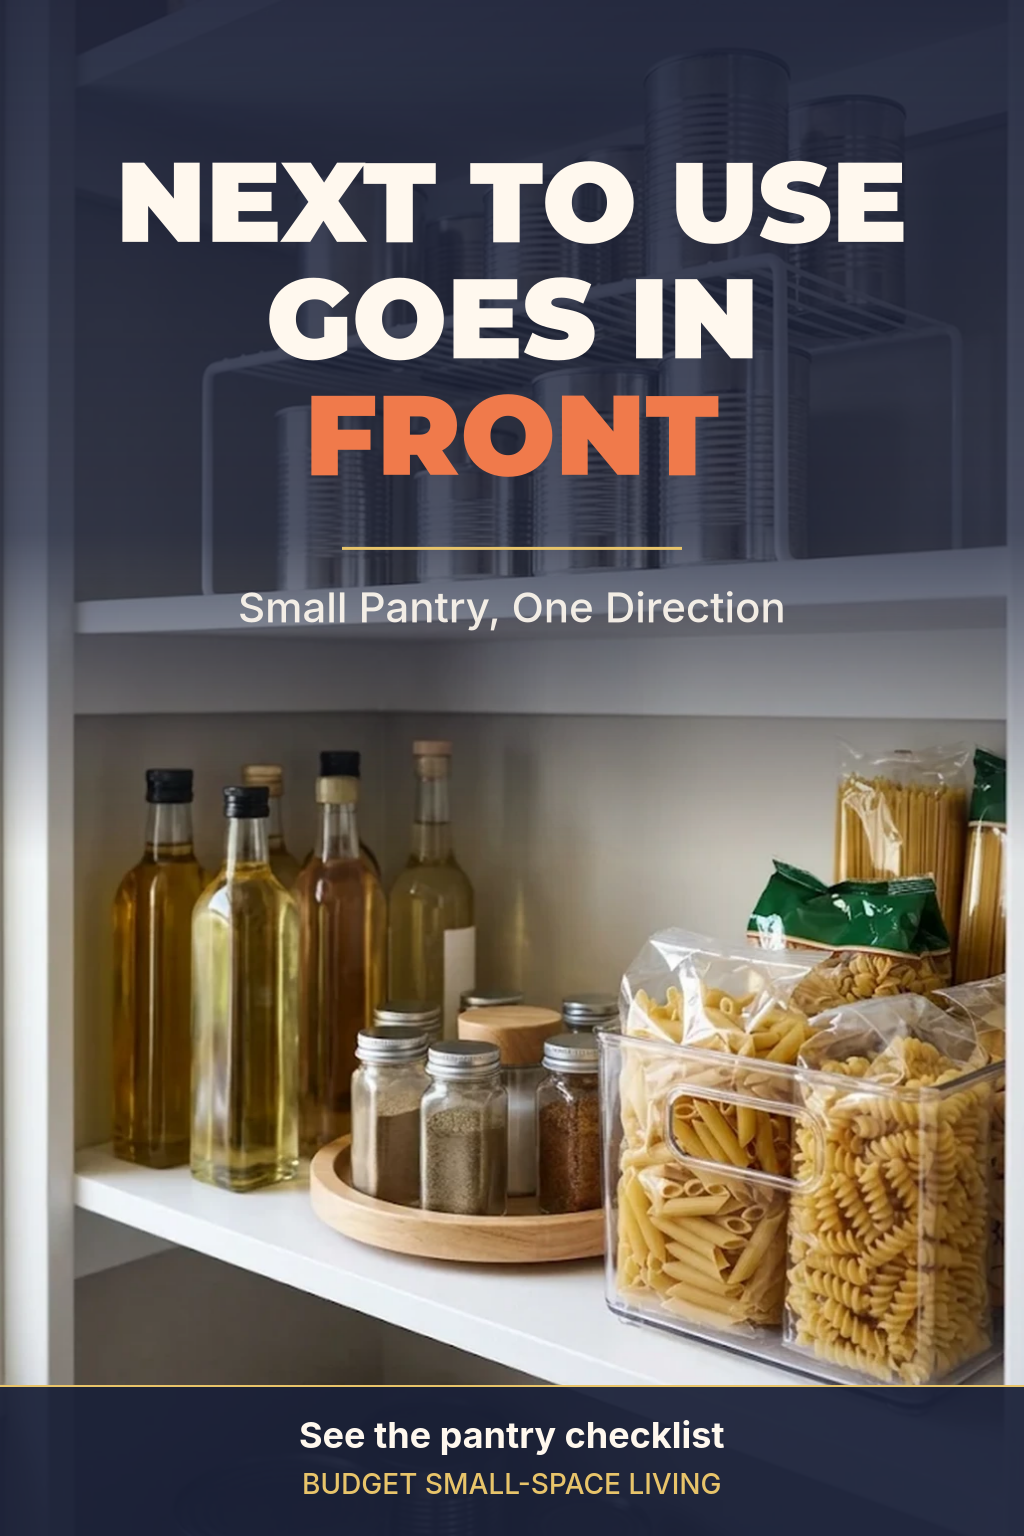 NEXT TO USE
GOES IN
FRONT
Small Pantry, One Direction
See the pantry checklist
BUDGET SMALL-SPACE LIVING